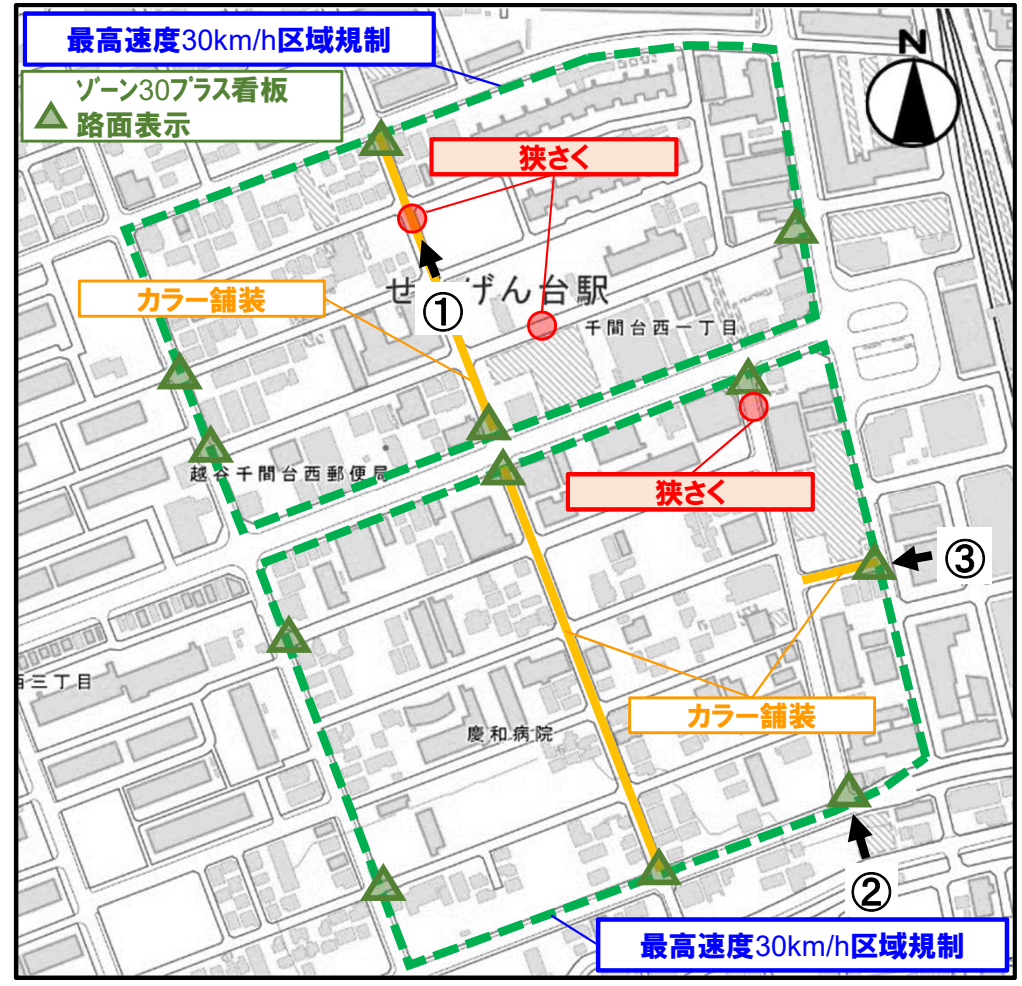 最高速度30km/h区域規制
ゾーン30プラス看板
路面表示
N
狭さく
カラー舗装
①
せんげん台駅
千間台西一丁目
越谷千間台西郵便局
狭さく
③
西三丁目
カラー舗装
慶和病院
②
最高速度30km/h区域規制